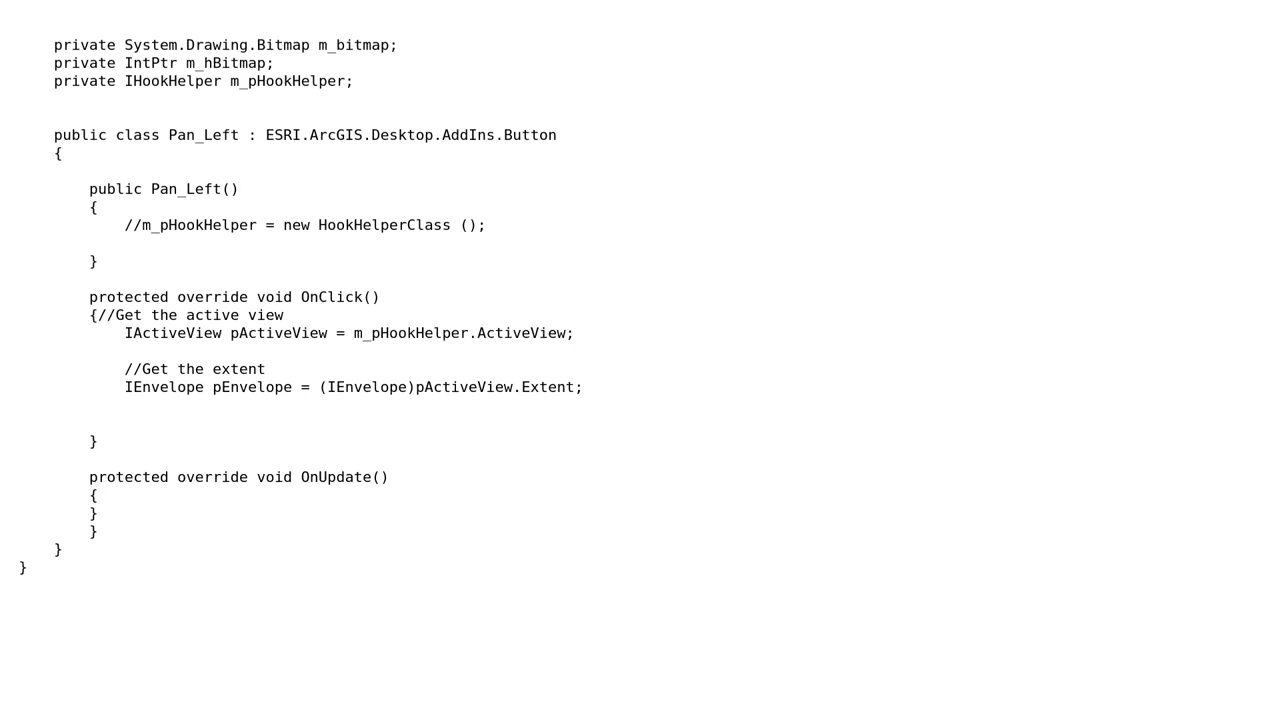 private System.Drawing.Bitmap m_bitmap;
private IntPtr m_hBitmap;
private IHookHelper m_pHookHelper;
public class Pan_Left : ESRI.ArcGIS.Desktop.AddIns.Button
{
public Pan_Left()
{
//m_pHookHelper = new HookHelperClass ();
}
protected override void OnClick()
{//Get the active view
IActiveView pActiveView = m_pHookHelper.ActiveView;
//Get the extent
IEnvelope pEnvelope = (IEnvelope)pActiveView.Extent;
}
protected override void OnUpdate()
{
}
}
}
}